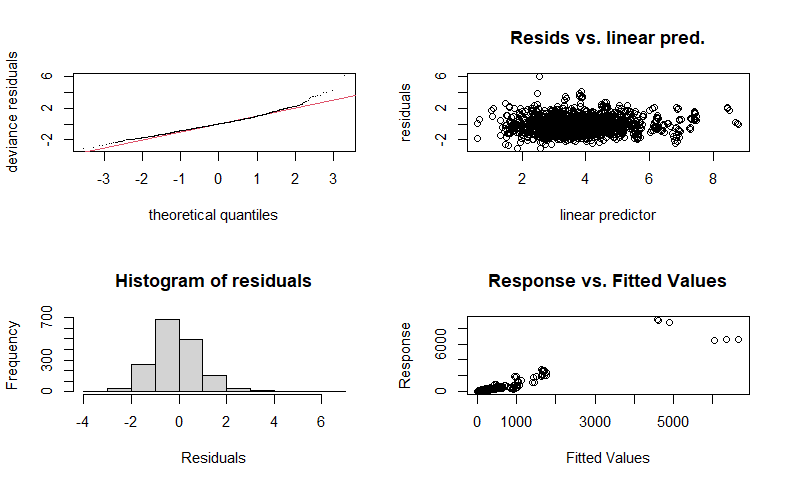 deviance residuals
6
2
-2
-3
-2
-1
0
1
2
3
theoretical quantiles
Resids vs. linear pred.
residuals
6
2
-2
2
4
6
8
linear predictor
Histogram of residuals
Frequency
700
300
0
-4
-2
0
2
4
6
Residuals
Response vs. Fitted Values
Response
6000
0
0
1000
3000
5000
Fitted Values